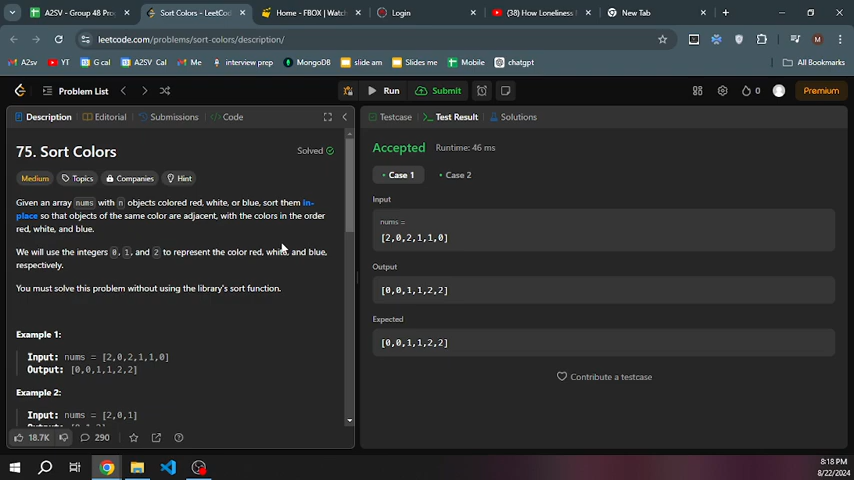 A2SV - Group 48 Prog
Sort Colors - LeetCod
Home - FBOX | Watch
Login
(38) How Loneliness
New Tab
leetcode.com/problems/sort-colors/description/
M
A2sv
YT
G cal
A2SV Cal
Me
interview prep
MongoDB
slide am
Slides me
Mobile
chatgpt
All Bookmarks
Problem List
Run
Submit
0
Premium
Description
Editorial
Submissions
Code
Testcase
Test Result
Solutions
75. Sort Colors
Solved
Medium
Topics
Companies
Hint
Given an array nums with n objects colored red, white, or blue, sort them in-
place so that objects of the same color are adjacent, with the colors in the order
red, white, and blue.
We will use the integers 0, 1, and 2 to represent the color red, white, and blue,
respectively.
You must solve this problem without using the library's sort function.
Example 1:
Input: nums = [2,0,2,1,1,0]
Output: [0,0,1,1,2,2]
Example 2:
Input: nums = [2,0,1]
18.7K
290
Accepted
Runtime: 46 ms
Case 1
Case 2
Input
nums =
[2,0,2,1,1,0]
Output
[0,0,1,1,2,2]
Expected
[0,0,1,1,2,2]
Contribute a testcase
8:18 PM
8/22/2024